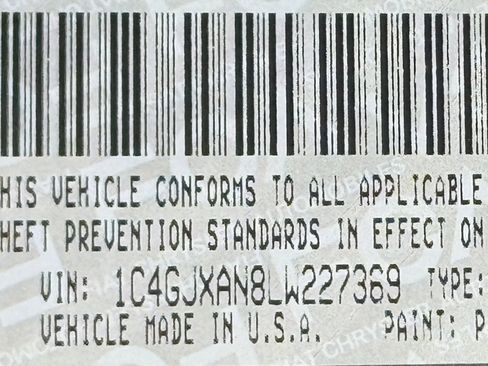 HIS VEHICLE CONFORMS TO ALL APPLICABLE
HEFT PREVENTION STANDARDS IN EFFECT ON
VIN: 1C4GJXAN8LW227369 TYPE:
VEHICLE MADE IN U.S.A. PAINT: P